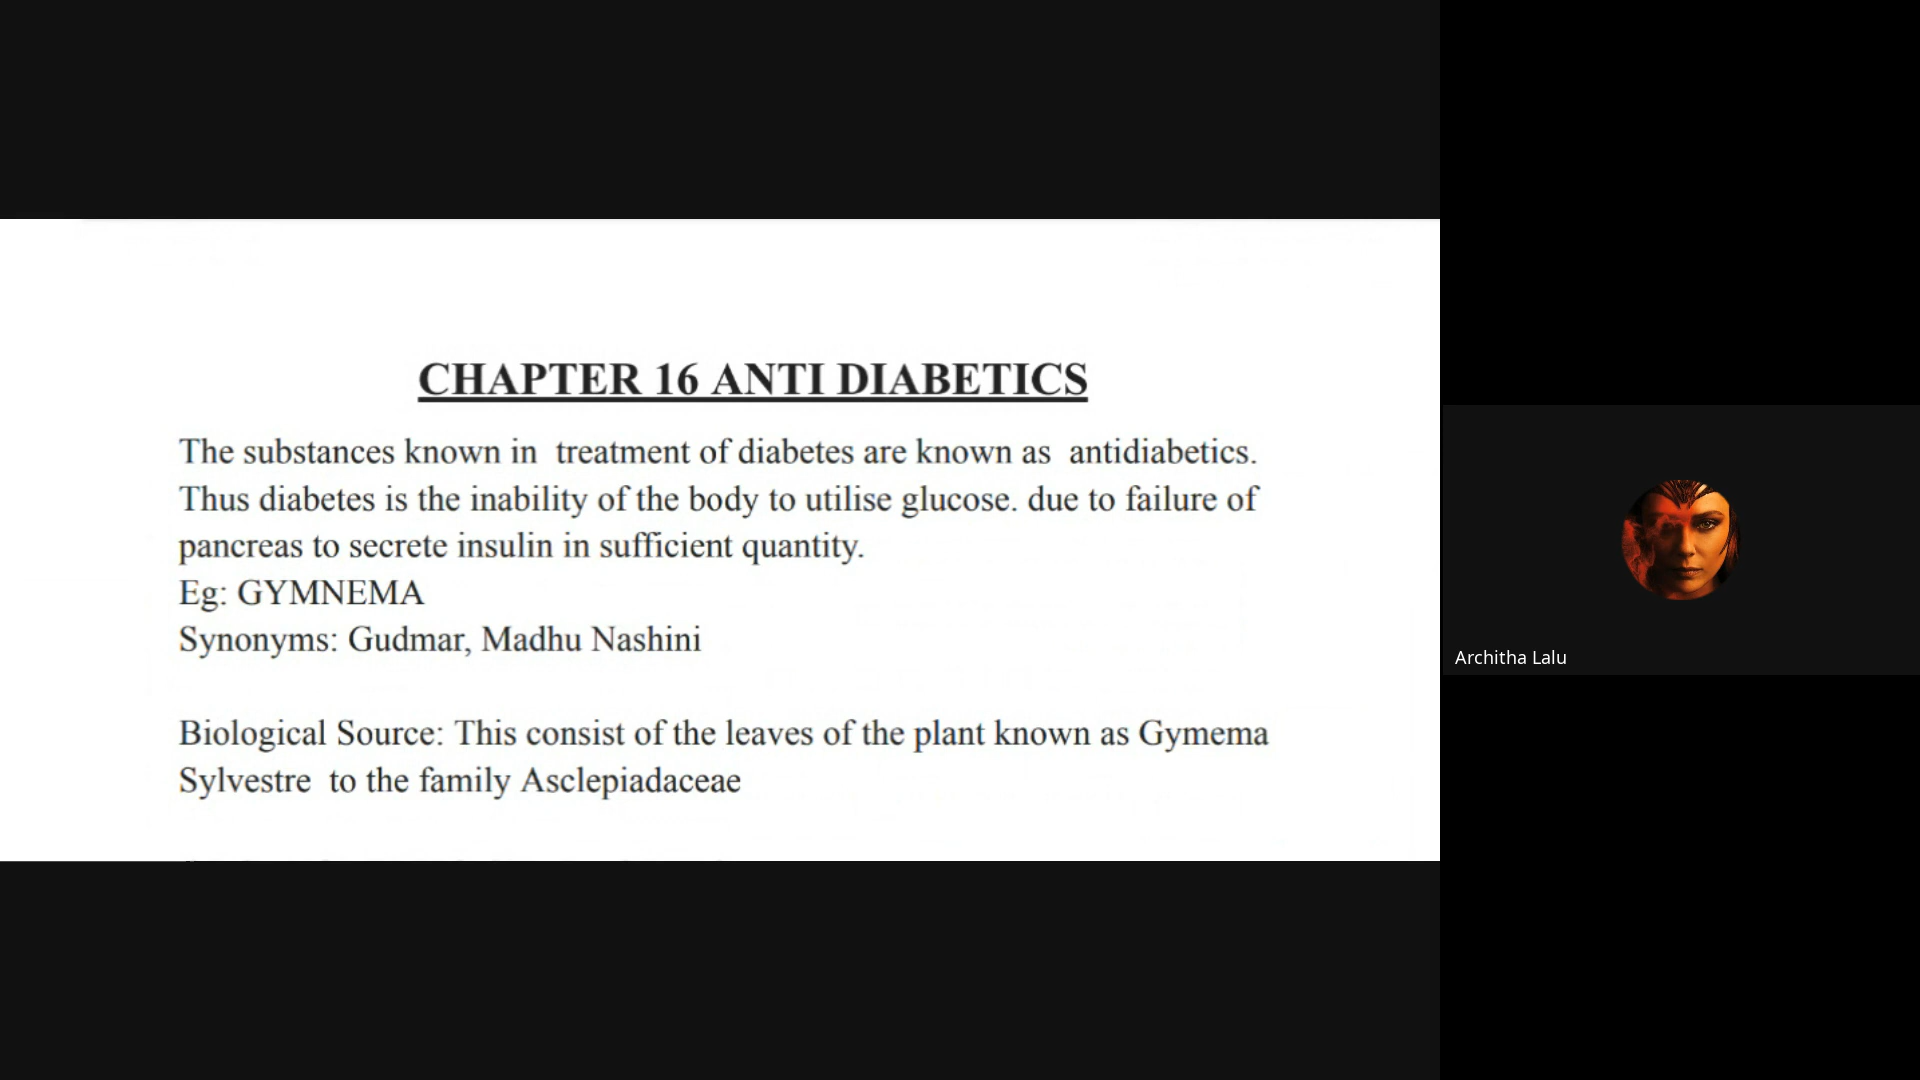 CHAPTER 16 ANTI DIABETICS
The substances known in  treatment of diabetes are known as  antidiabetics.
Thus diabetes is the inability of the body to utilise glucose. due to failure of
pancreas to secrete insulin in sufficient quantity.
Eg: GYMNEMA
Synonyms: Gudmar, Madhu Nashini
Biological Source: This consist of the leaves of the plant known as Gymema
Sylvestre  to the family Asclepiadaceae
Architha Lalu